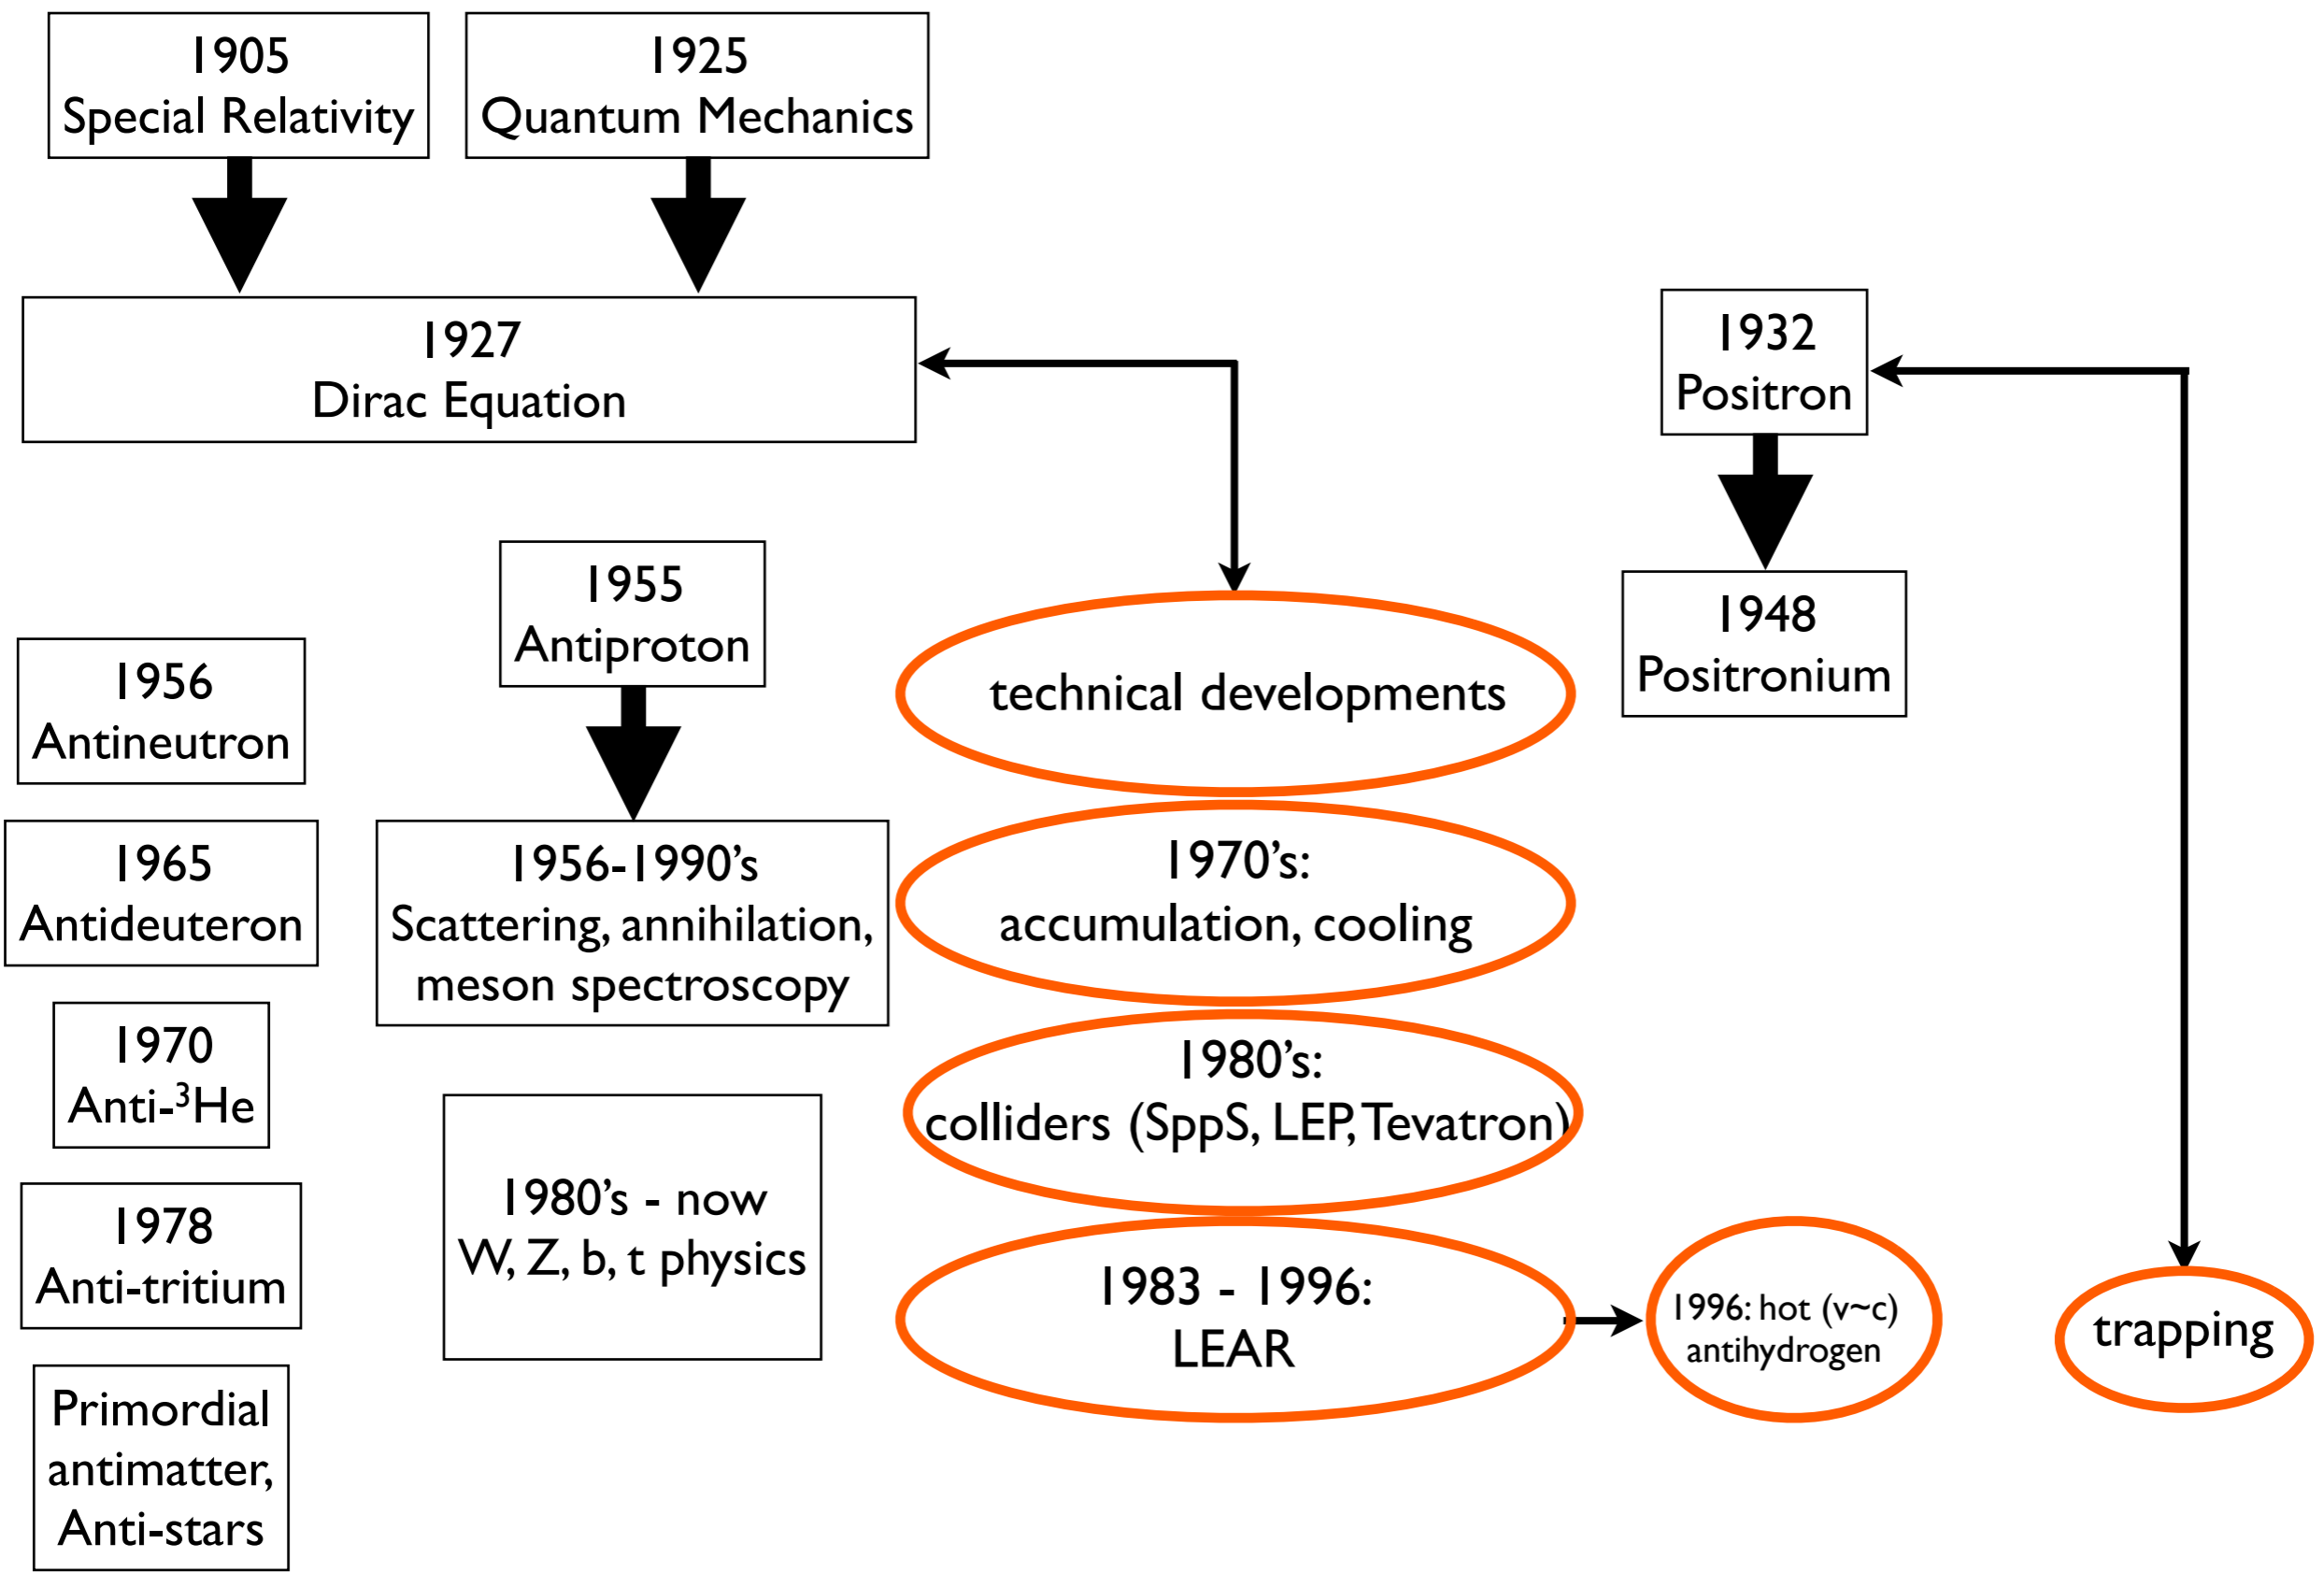 1905
Special Relativity
1925
Quantum Mechanics
1927
Dirac Equation
1932
Positron
1948
Positronium
1955
Antiproton
1956
Antineutron
1965
Antideuteron
1970
Anti-³He
1978
Anti-tritium
Primordial
antimatter,
Anti-stars
1956-1990’s
Scattering, annihilation,
meson spectroscopy
1980’s - now
W, Z, b, t physics
technical developments
1970’s:
accumulation, cooling
1980’s:
colliders (SppS, LEP, Tevatron)
1983 - 1996:
LEAR
1996: hot (v~c)
antihydrogen
trapping